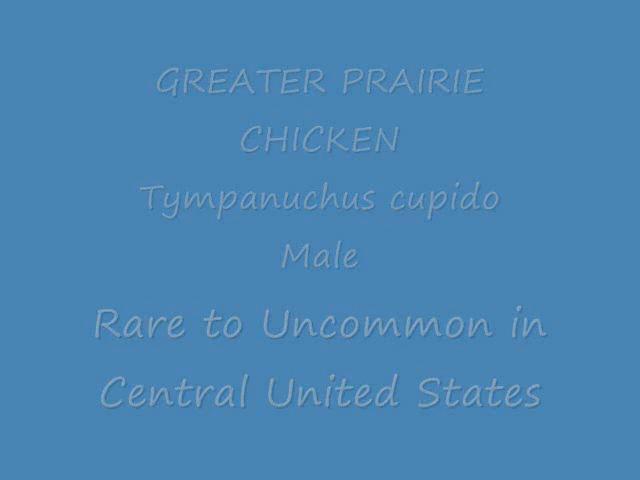 GREATER PRAIRIE
CHICKEN
Tympanuchus cupido
Male
Rare to Uncommon in
Central United States